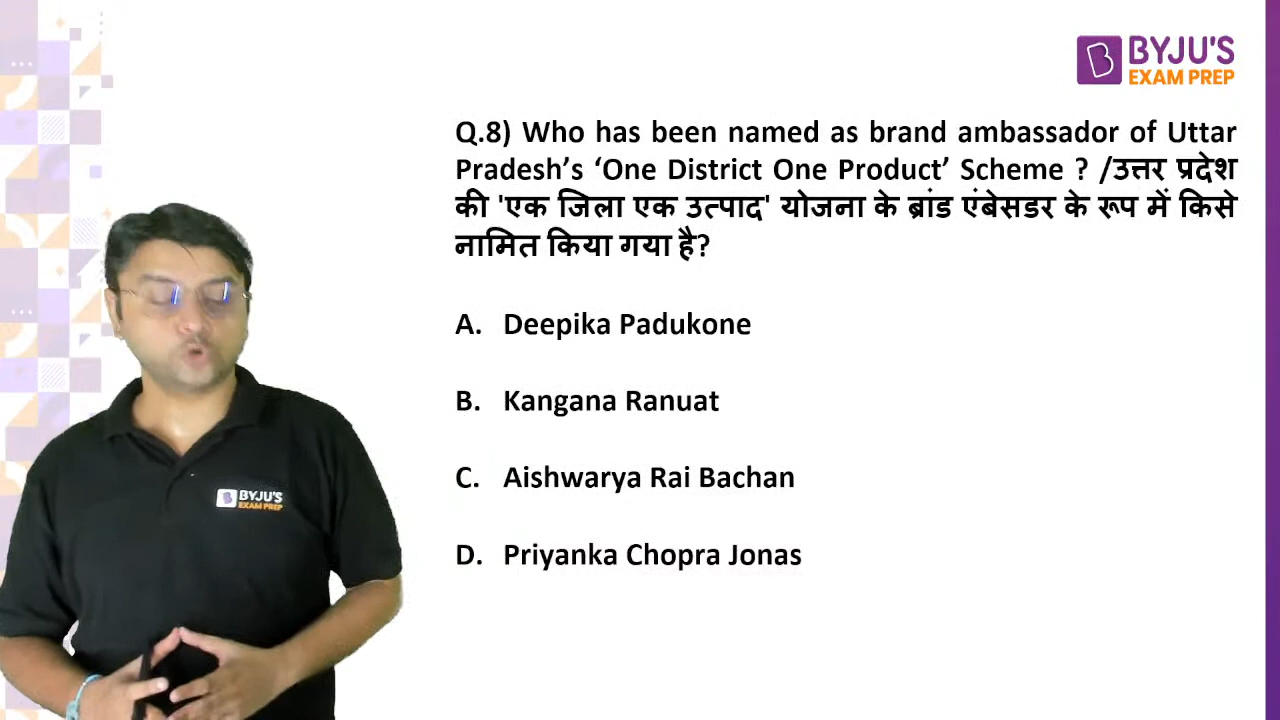 BYJU'S
EXAM PREP
Q.8) Who has been named as brand ambassador of Uttar
Pradesh’s ‘One District One Product’ Scheme ? /उत्तर प्रदेश
की 'एक जिला एक उत्पाद' योजना के ब्रांड एंबेसडर के रूप में किसे
नामित किया गया है?
A. Deepika Padukone
B. Kangana Ranuat
C. Aishwarya Rai Bachan
D. Priyanka Chopra Jonas
BYJU'S
EXAM PREP